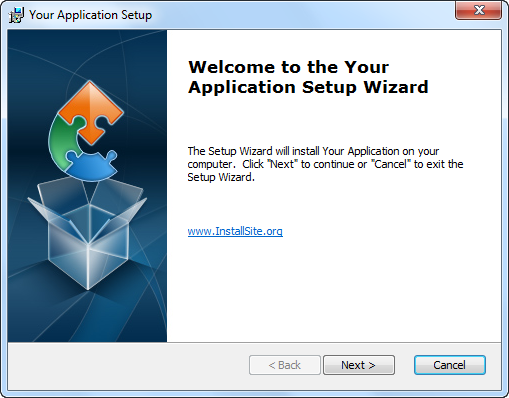 Your Application Setup
Welcome to the Your
Application Setup Wizard
The Setup Wizard will install Your Application on your
computer.  Click "Next" to continue or "Cancel" to exit the
Setup Wizard.
www.InstallSite.org
< Back
Next >
Cancel